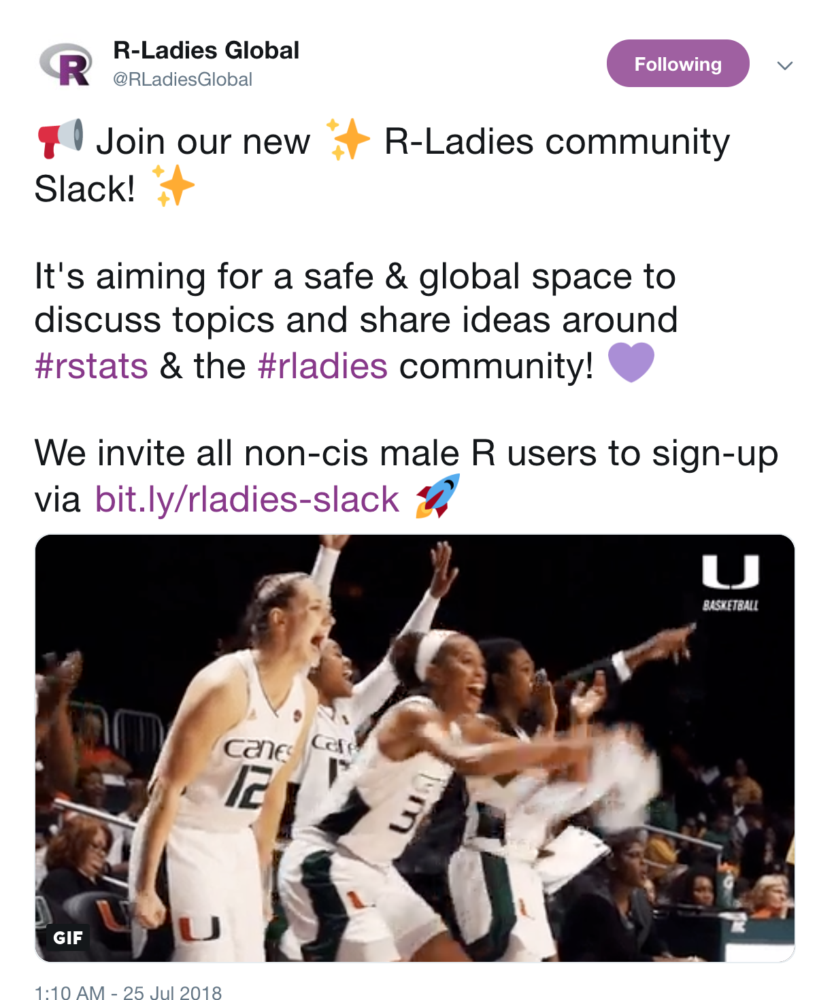 R-Ladies Global
@RLadiesGlobal
Following
📢 Join our new ✨ R-Ladies community
Slack! ✨
It's aiming for a safe & global space to
discuss topics and share ideas around
#rstats & the #rladies community! 💜
We invite all non-cis male R users to sign-up
via bit.ly/rladies-slack 🚀
U
BASKETBALL
canes
12
U
GIF
1:10 AM - 25 Jul 2018